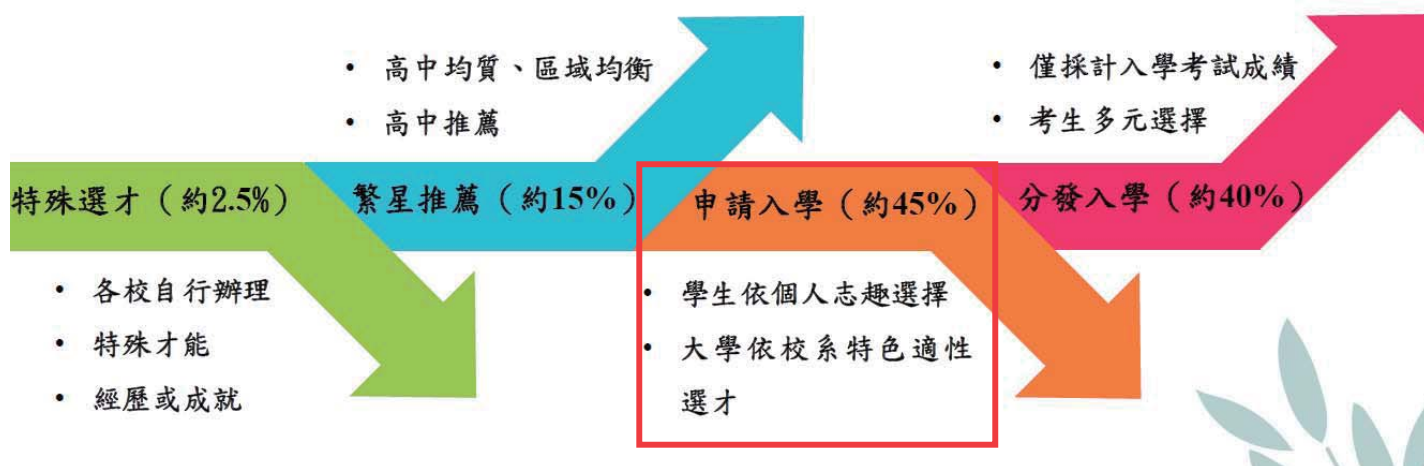 • 高中均質、區域均衡
• 高中推薦
• 僅採計入學考試成績
• 考生多元選擇
特殊選才（約2.5%）
繁星推薦（約15%）
申請入學（約45%）
分發入學（約40%）
• 各校自行辦理
• 特殊才能
• 經歷或成就
• 學生依個人志趣選擇
• 大學依校系特色適性
選才